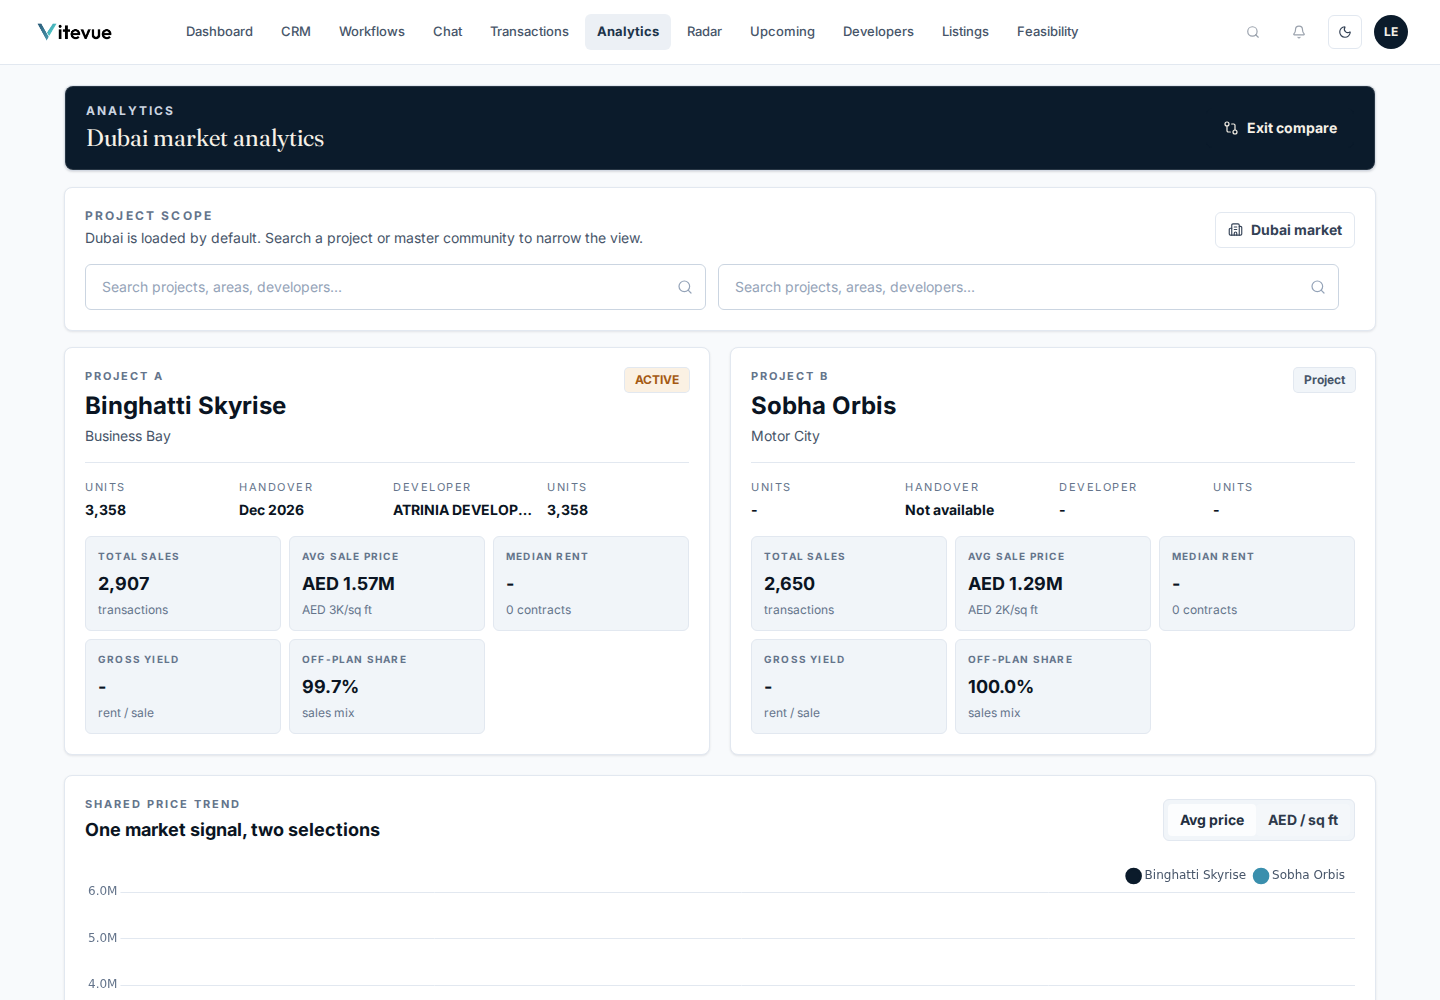 Vitevue
Dashboard CRM Workflows Chat Transactions Analytics Radar Upcoming Developers Listings Feasibility LE
ANALYTICS
Dubai market analytics
Exit compare
PROJECT SCOPE
Dubai is loaded by default. Search a project or master community to narrow the view.
Dubai market
Search projects, areas, developers... Search projects, areas, developers...
PROJECT A
ACTIVE
Binghatti Skyrise
Business Bay
UNITS HANDOVER DEVELOPER UNITS
3,358 Dec 2026 ATRINIA DEVELOP... 3,358
TOTAL SALES AVG SALE PRICE MEDIAN RENT
2,907 AED 1.57M -
transactions AED 3K/sq ft 0 contracts
GROSS YIELD OFF-PLAN SHARE
- 99.7%
rent / sale sales mix
PROJECT B
Project
Sobha Orbis
Motor City
UNITS HANDOVER DEVELOPER UNITS
- Not available - -
TOTAL SALES AVG SALE PRICE MEDIAN RENT
2,650 AED 1.29M -
transactions AED 2K/sq ft 0 contracts
GROSS YIELD OFF-PLAN SHARE
- 100.0%
rent / sale sales mix
SHARED PRICE TREND
One market signal, two selections
Avg price AED / sq ft
Binghatti Skyrise Sobha Orbis
6.0M
5.0M
4.0M